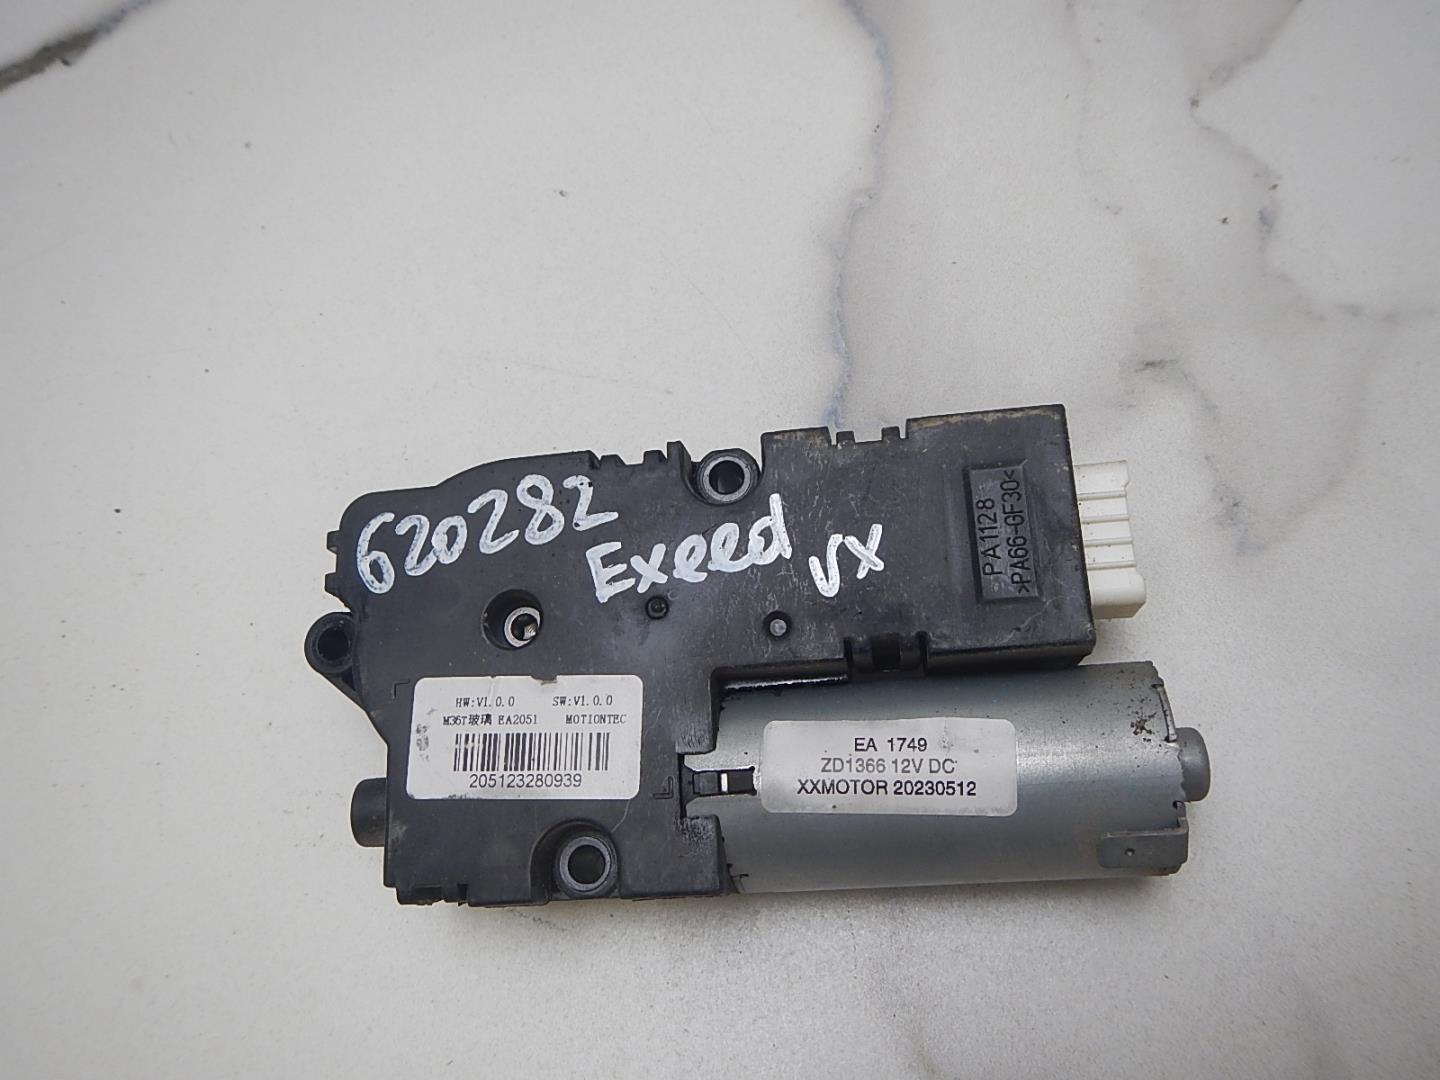 620282
Exeed vx
PA1128
>PA66-GF30<
HW:V1.0.0 SW:V1.0.0
M36T玻璃 EA2051 MOTIONTEC
205123280939
EA 1749
ZD1366 12V DC
XXMOTOR 20230512